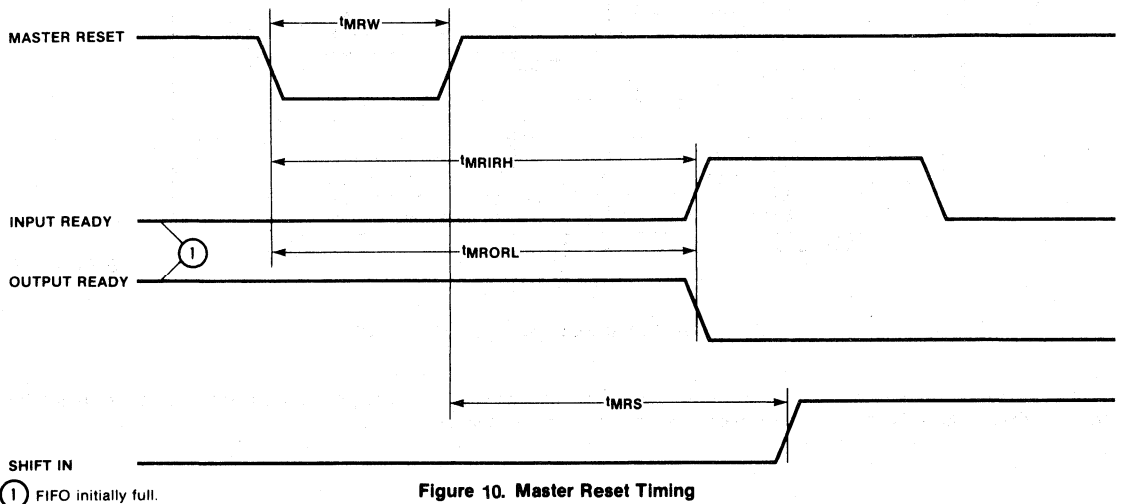 tMRW
MASTER RESET
tMRIRH
INPUT READY
1
tMRORL
OUTPUT READY
tMRS
SHIFT IN
1 FIFO initially full.
Figure 10. Master Reset Timing